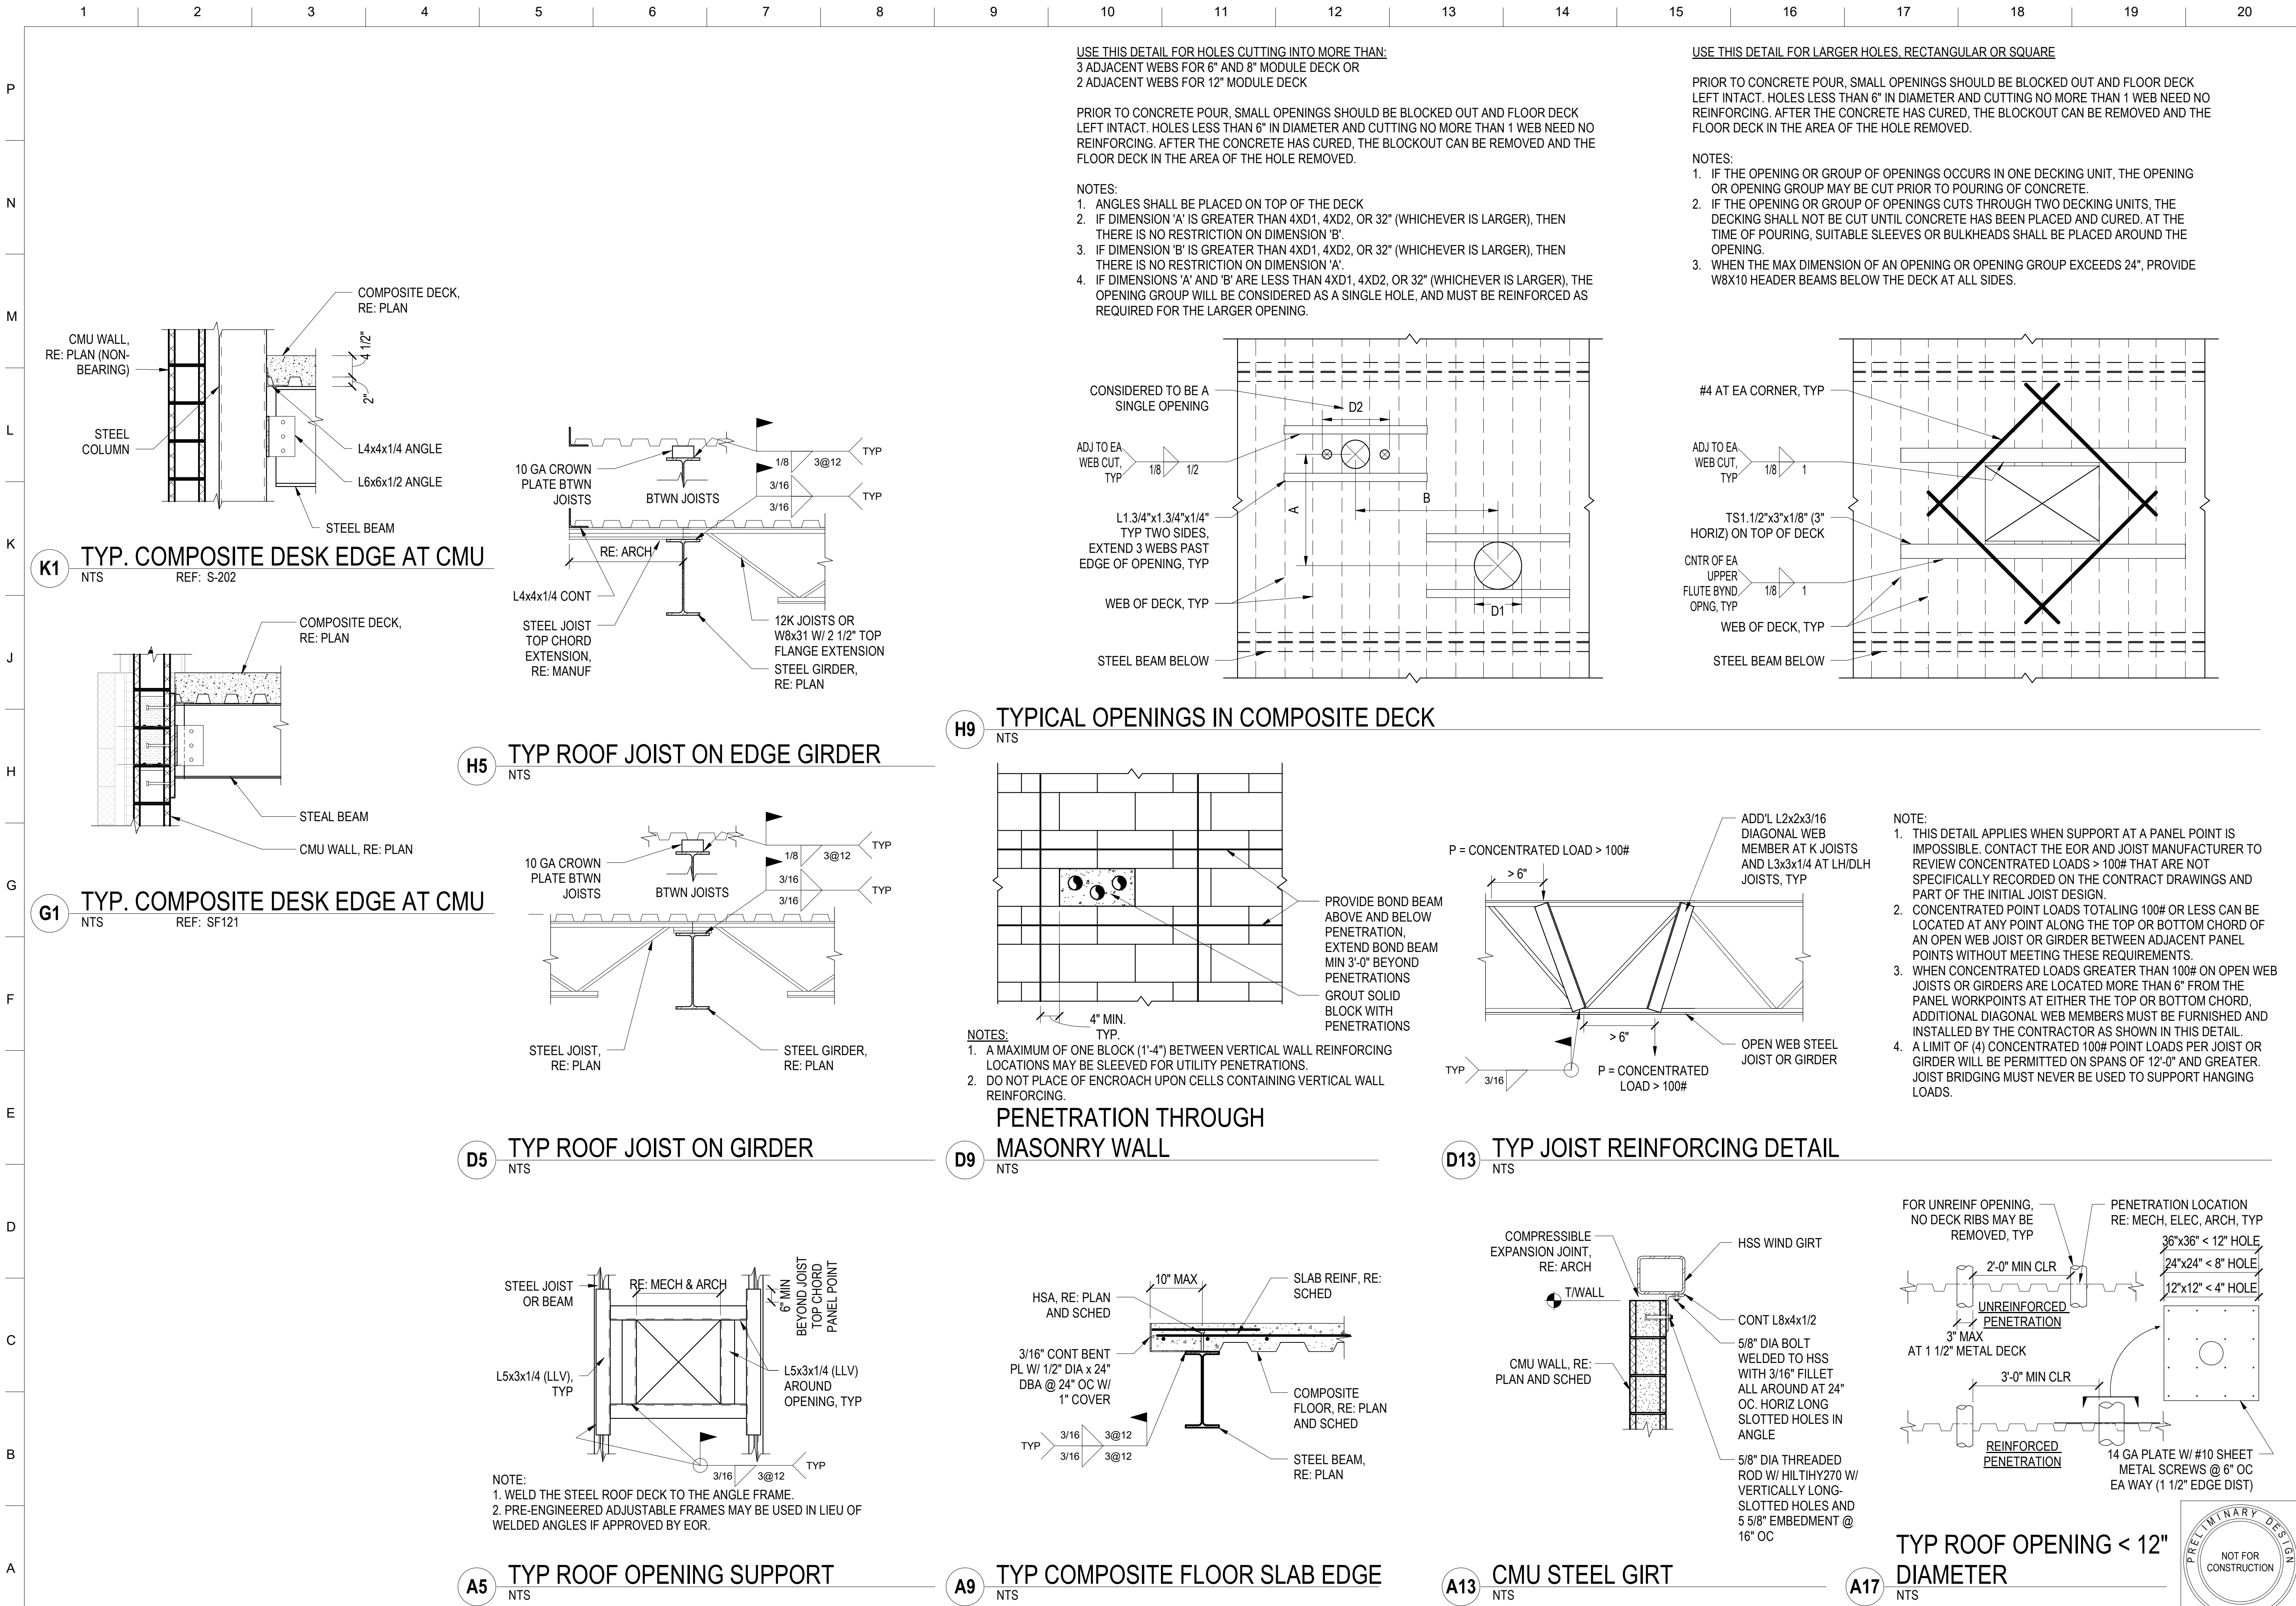 1 2 3 4 5 6 7 8 9 10 11 12 13 14 15 16 17 18 19 20
P
N
M
L
K
J
H
G
F
E
D
C
B
A
USE THIS DETAIL FOR HOLES CUTTING INTO MORE THAN:
3 ADJACENT WEBS FOR 6" AND 8" MODULE DECK OR
2 ADJACENT WEBS FOR 12" MODULE DECK
PRIOR TO CONCRETE POUR, SMALL OPENINGS SHOULD BE BLOCKED OUT AND FLOOR DECK
LEFT INTACT. HOLES LESS THAN 6" IN DIAMETER AND CUTTING NO MORE THAN 1 WEB NEED NO
REINFORCING. AFTER THE CONCRETE HAS CURED, THE BLOCKOUT CAN BE REMOVED AND THE
FLOOR DECK IN THE AREA OF THE HOLE REMOVED.
NOTES:
1. ANGLES SHALL BE PLACED ON TOP OF THE DECK
2. IF DIMENSION 'A' IS GREATER THAN 4XD1, 4XD2, OR 32" (WHICHEVER IS LARGER), THEN
THERE IS NO RESTRICTION ON DIMENSION 'B'.
3. IF DIMENSION 'B' IS GREATER THAN 4XD1, 4XD2, OR 32" (WHICHEVER IS LARGER), THEN
THERE IS NO RESTRICTION ON DIMENSION 'A'.
4. IF DIMENSIONS 'A' AND 'B' ARE LESS THAN 4XD1, 4XD2, OR 32" (WHICHEVER IS LARGER), THE
OPENING GROUP WILL BE CONSIDERED AS A SINGLE HOLE, AND MUST BE REINFORCED AS
REQUIRED FOR THE LARGER OPENING.
USE THIS DETAIL FOR LARGER HOLES, RECTANGULAR OR SQUARE
PRIOR TO CONCRETE POUR, SMALL OPENINGS SHOULD BE BLOCKED OUT AND FLOOR DECK
LEFT INTACT. HOLES LESS THAN 6" IN DIAMETER AND CUTTING NO MORE THAN 1 WEB NEED NO
REINFORCING. AFTER THE CONCRETE HAS CURED, THE BLOCKOUT CAN BE REMOVED AND THE
FLOOR DECK IN THE AREA OF THE HOLE REMOVED.
NOTES:
1. IF THE OPENING OR GROUP OF OPENINGS OCCURS IN ONE DECKING UNIT, THE OPENING
OR OPENING GROUP MAY BE CUT PRIOR TO POURING OF CONCRETE.
2. IF THE OPENING OR GROUP OF OPENINGS CUTS THROUGH TWO DECKING UNITS, THE
DECKING SHALL NOT BE CUT UNTIL CONCRETE HAS BEEN PLACED AND CURED. AT THE
TIME OF POURING, SUITABLE SLEEVES OR BULKHEADS SHALL BE PLACED AROUND THE
OPENING.
3. WHEN THE MAX DIMENSION OF AN OPENING OR OPENING GROUP EXCEEDS 24", PROVIDE
W8X10 HEADER BEAMS BELOW THE DECK AT ALL SIDES.
COMPOSITE DECK,
RE: PLAN
CMU WALL,
RE: PLAN (NON-
BEARING)
4 1/2"
2"
STEEL
COLUMN
L4x4x1/4 ANGLE
L6x6x1/2 ANGLE
STEEL BEAM
K1 TYP. COMPOSITE DESK EDGE AT CMU
NTS REF: S-202
COMPOSITE DECK,
RE: PLAN
STEAL BEAM
CMU WALL, RE: PLAN
G1 TYP. COMPOSITE DESK EDGE AT CMU
NTS REF: SF121
10 GA CROWN
PLATE BTWN
JOISTS
BTWN JOISTS
1/8 3@12 TYP
3/16
3/16
TYP
RE: ARCH
L4x4x1/4 CONT
STEEL JOIST
TOP CHORD
EXTENSION,
RE: MANUF
12K JOISTS OR
W8x31 W/ 2 1/2" TOP
FLANGE EXTENSION
STEEL GIRDER,
RE: PLAN
H5 TYP ROOF JOIST ON EDGE GIRDER
NTS
10 GA CROWN
PLATE BTWN
JOISTS
BTWN JOISTS
1/8 3@12 TYP
3/16
3/16
TYP
STEEL JOIST,
RE: PLAN
STEEL GIRDER,
RE: PLAN
D5 TYP ROOF JOIST ON GIRDER
NTS
CONSIDERED TO BE A
SINGLE OPENING
D2
ADJ TO EA
WEB CUT,
TYP
1/8 1/2
L1.3/4"x1.3/4"x1/4"
TYP TWO SIDES,
EXTEND 3 WEBS PAST
EDGE OF OPENING, TYP
A
B
D1
WEB OF DECK, TYP
STEEL BEAM BELOW
#4 AT EA CORNER, TYP
ADJ TO EA
WEB CUT,
TYP
1/8 1
TS1.1/2"x3"x1/8" (3"
HORIZ) ON TOP OF DECK
CNTR OF EA
UPPER
FLUTE BYND
OPNG, TYP
1/8 1
WEB OF DECK, TYP
STEEL BEAM BELOW
H9 TYPICAL OPENINGS IN COMPOSITE DECK
NTS
PROVIDE BOND BEAM
ABOVE AND BELOW
PENETRATION,
EXTEND BOND BEAM
MIN 3'-0" BEYOND
PENETRATIONS
GROUT SOLID
BLOCK WITH
PENETRATIONS
4" MIN.
TYP.
NOTES:
1. A MAXIMUM OF ONE BLOCK (1'-4") BETWEEN VERTICAL WALL REINFORCING
LOCATIONS MAY BE SLEEVED FOR UTILITY PENETRATIONS.
2. DO NOT PLACE OF ENCROACH UPON CELLS CONTAINING VERTICAL WALL
REINFORCING.
PENETRATION THROUGH
D9 MASONRY WALL
NTS
P = CONCENTRATED LOAD > 100#
> 6"
ADD'L L2x2x3/16
DIAGONAL WEB
MEMBER AT K JOISTS
AND L3x3x1/4 AT LH/DLH
JOISTS, TYP
> 6"
TYP 3/16
P = CONCENTRATED
LOAD > 100#
OPEN WEB STEEL
JOIST OR GIRDER
NOTE:
1. THIS DETAIL APPLIES WHEN SUPPORT AT A PANEL POINT IS
IMPOSSIBLE. CONTACT THE EOR AND JOIST MANUFACTURER TO
REVIEW CONCENTRATED LOADS > 100# THAT ARE NOT
SPECIFICALLY RECORDED ON THE CONTRACT DRAWINGS AND
PART OF THE INITIAL JOIST DESIGN.
2. CONCENTRATED POINT LOADS TOTALING 100# OR LESS CAN BE
LOCATED AT ANY POINT ALONG THE TOP OR BOTTOM CHORD OF
AN OPEN WEB JOIST OR GIRDER BETWEEN ADJACENT PANEL
POINTS WITHOUT MEETING THESE REQUIREMENTS.
3. WHEN CONCENTRATED LOADS GREATER THAN 100# ON OPEN WEB
JOISTS OR GIRDERS ARE LOCATED MORE THAN 6" FROM THE
PANEL WORKPOINTS AT EITHER THE TOP OR BOTTOM CHORD,
ADDITIONAL DIAGONAL WEB MEMBERS MUST BE FURNISHED AND
INSTALLED BY THE CONTRACTOR AS SHOWN IN THIS DETAIL.
4. A LIMIT OF (4) CONCENTRATED 100# POINT LOADS PER JOIST OR
GIRDER WILL BE PERMITTED ON SPANS OF 12'-0" AND GREATER.
JOIST BRIDGING MUST NEVER BE USED TO SUPPORT HANGING
LOADS.
D13 TYP JOIST REINFORCING DETAIL
NTS
STEEL JOIST
OR BEAM
RE: MECH & ARCH
6" MIN
BEYOND JOIST
TOP CHORD
PANEL POINT
L5x3x1/4 (LLV),
TYP
L5x3x1/4 (LLV)
AROUND
OPENING, TYP
3/16 3@12 TYP
NOTE:
1. WELD THE STEEL ROOF DECK TO THE ANGLE FRAME.
2. PRE-ENGINEERED ADJUSTABLE FRAMES MAY BE USED IN LIEU OF
WELDED ANGLES IF APPROVED BY EOR.
A5 TYP ROOF OPENING SUPPORT
NTS
10" MAX
HSA, RE: PLAN
AND SCHED
SLAB REINF, RE:
SCHED
3/16" CONT BENT
PL W/ 1/2" DIA x 24"
DBA @ 24" OC W/
1" COVER
COMPOSITE
FLOOR, RE: PLAN
AND SCHED
TYP
3/16 3@12
3/16 3@12
STEEL BEAM,
RE: PLAN
A9 TYP COMPOSITE FLOOR SLAB EDGE
NTS
COMPRESSIBLE
EXPANSION JOINT,
RE: ARCH
T/WALL
HSS WIND GIRT
CONT L8x4x1/2
CMU WALL, RE:
PLAN AND SCHED
5/8" DIA BOLT
WELDED TO HSS
WITH 3/16" FILLET
ALL AROUND AT 24"
OC. HORIZ LONG
SLOTTED HOLES IN
ANGLE
5/8" DIA THREADED
ROD W/ HILTIHY270 W/
VERTICALLY LONG-
SLOTTED HOLES AND
5 5/8" EMBEDMENT @
16" OC
A13 CMU STEEL GIRT
NTS
FOR UNREINF OPENING,
NO DECK RIBS MAY BE
REMOVED, TYP
PENETRATION LOCATION
RE: MECH, ELEC, ARCH, TYP
36"x36" < 12" HOLE
24"x24" < 8" HOLE
12"x12" < 4" HOLE
2'-0" MIN CLR
UNREINFORCED
PENETRATION
3" MAX
AT 1 1/2" METAL DECK
3'-0" MIN CLR
REINFORCED
PENETRATION
14 GA PLATE W/ #10 SHEET
METAL SCREWS @ 6" OC
EA WAY (1 1/2" EDGE DIST)
TYP ROOF OPENING < 12"
A17 DIAMETER
NTS
PRELIMINARY DESIGN
NOT FOR
CONSTRUCTION